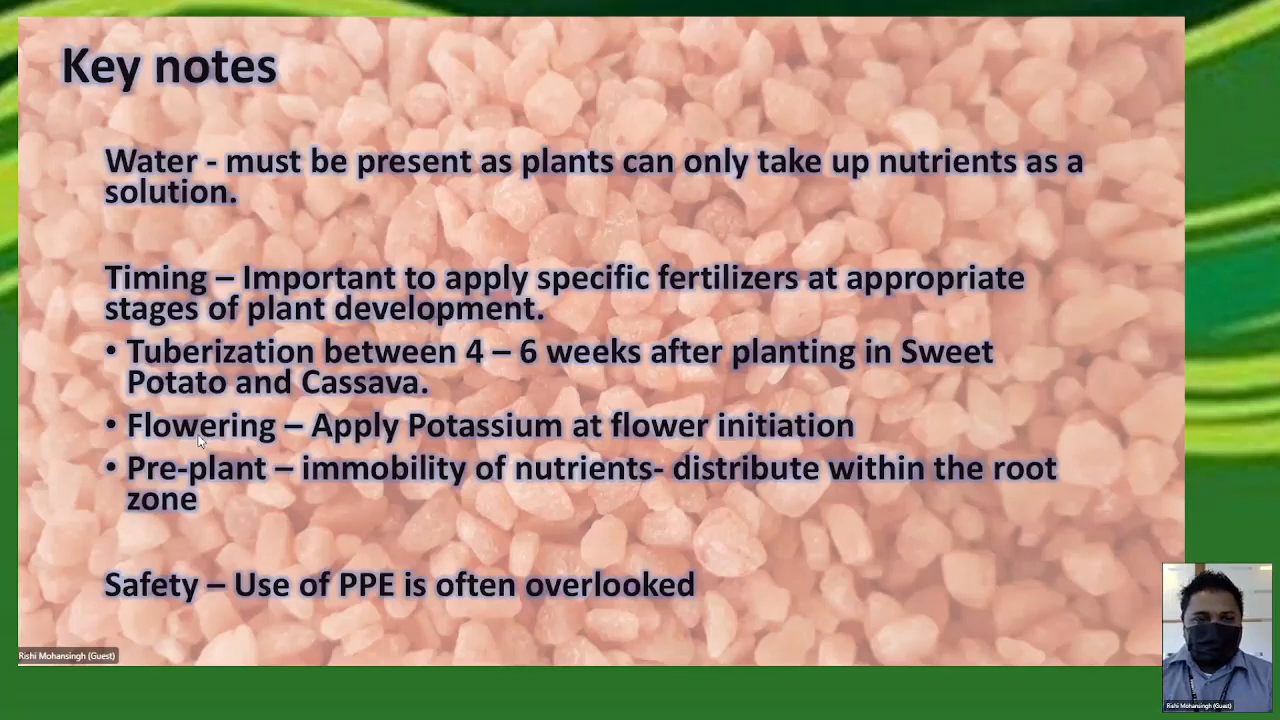 Key notes
Water - must be present as plants can only take up nutrients as a
solution.
Timing – Important to apply specific fertilizers at appropriate
stages of plant development.
• Tuberization between 4 – 6 weeks after planting in Sweet
Potato and Cassava.
• Flowering – Apply Potassium at flower initiation
• Pre-plant – immobility of nutrients- distribute within the root
zone
Safety – Use of PPE is often overlooked
Rishi Mohansingh (Guest)
Rishi Mohansingh (Guest)